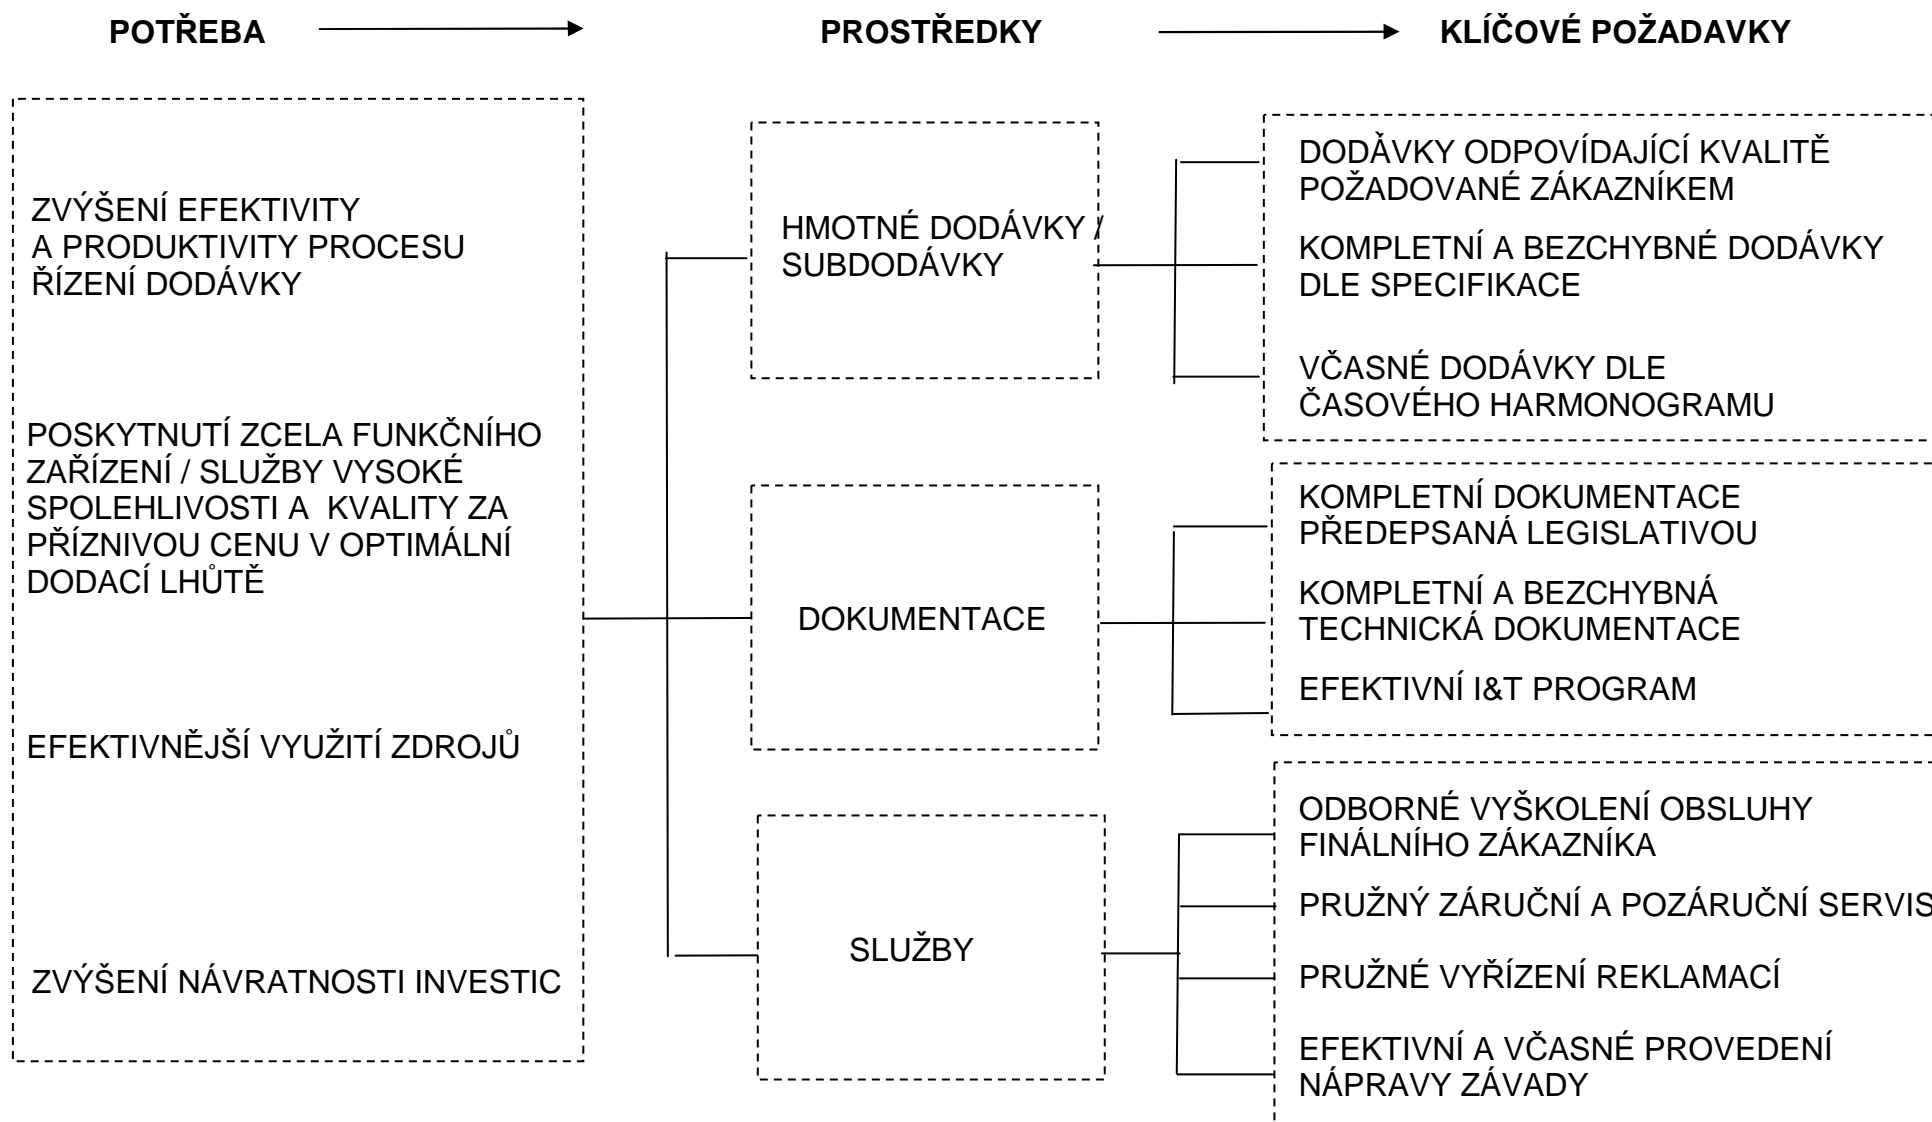 POTŘEBA
PROSTŘEDKY
KLÍČOVÉ POŽADAVKY
ZVÝŠENÍ EFEKTIVITY
A PRODUKTIVITY PROCESU
ŘÍZENÍ DODÁVKY
POSKYTNUTÍ ZCELA FUNKČNÍHO
ZAŘÍZENÍ / SLUŽBY VYSOKÉ
SPOLEHLIVOSTI A KVALITY ZA
PŘÍZNIVOU CENU V OPTIMÁLNÍ
DODACÍ LHŮTĚ
EFEKTIVNĚJŠÍ VYUŽITÍ ZDROJŮ
ZVÝŠENÍ NÁVRATNOSTI INVESTIC
HMOTNÉ DODÁVKY /
SUBDODÁVKY
DOKUMENTACE
SLUŽBY
DODÁVKY ODPOVÍDAJÍCÍ KVALITĚ
POŽADOVANÉ ZÁKAZNÍKEM
KOMPLETNÍ A BEZCHYBNÉ DODÁVKY
DLE SPECIFIKACE
VČASNÉ DODÁVKY DLE
ČASOVÉHO HARMONOGRAMU
KOMPLETNÍ DOKUMENTACE
PŘEDEPSANÁ LEGISLATIVOU
KOMPLETNÍ A BEZCHYBNÁ
TECHNICKÁ DOKUMENTACE
EFEKTIVNÍ I&T PROGRAM
ODBORNÉ VYŠKOLENÍ OBSLUHY
FINÁLNÍHO ZÁKAZNÍKA
PRUŽNÝ ZÁRUČNÍ A POZÁRUČNÍ SERVIS
PRUŽNÉ VYŘÍZENÍ REKLAMACÍ
EFEKTIVNÍ A VČASNÉ PROVEDENÍ
NÁPRAVY ZÁVADY